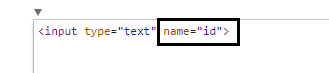 <input type="text" name="id">